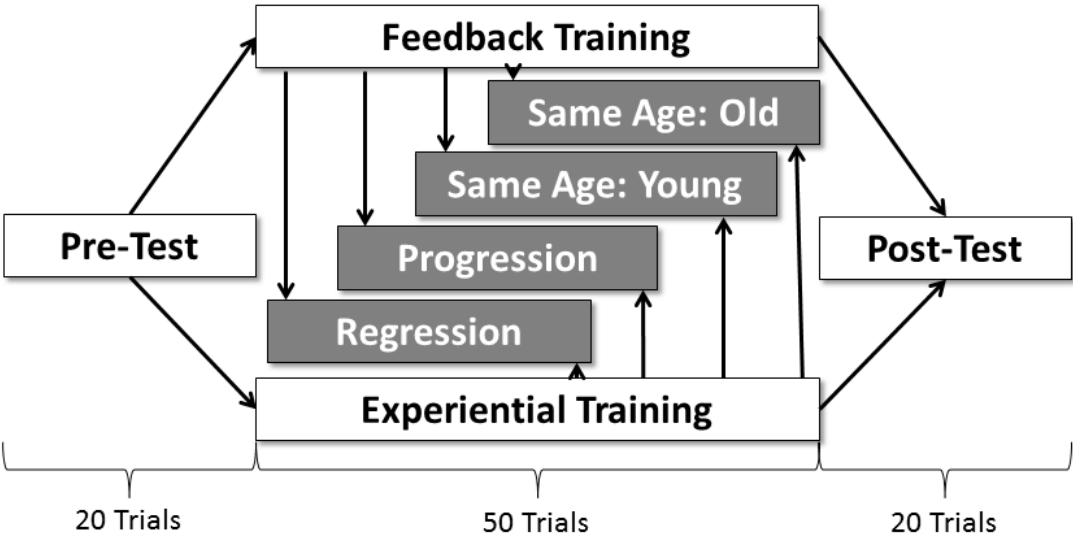 Feedback Training
Same Age: Old
Same Age: Young
Pre-Test
Post-Test
Progression
Regression
Experiential Training
20 Trials
50 Trials
20 Trials